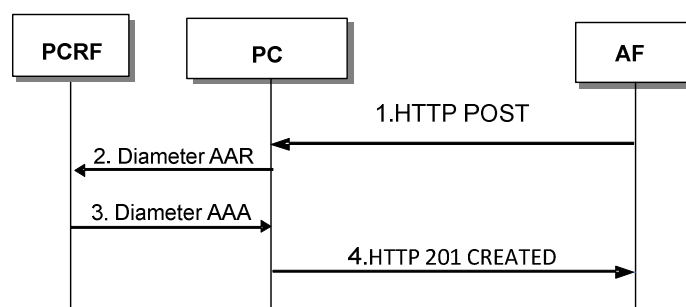 PCRF
PC
AF
1.HTTP POST
2. Diameter AAR
3. Diameter AAA
4.HTTP 201 CREATED